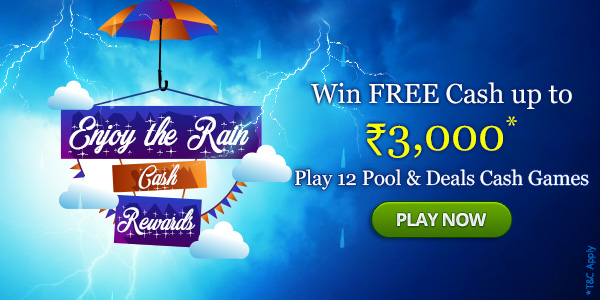 Enjoy the Rain
Cash
Rewards
Win FREE Cash up to
₹3,000*
Play 12 Pool & Deals Cash Games
PLAY NOW
*T&C Apply